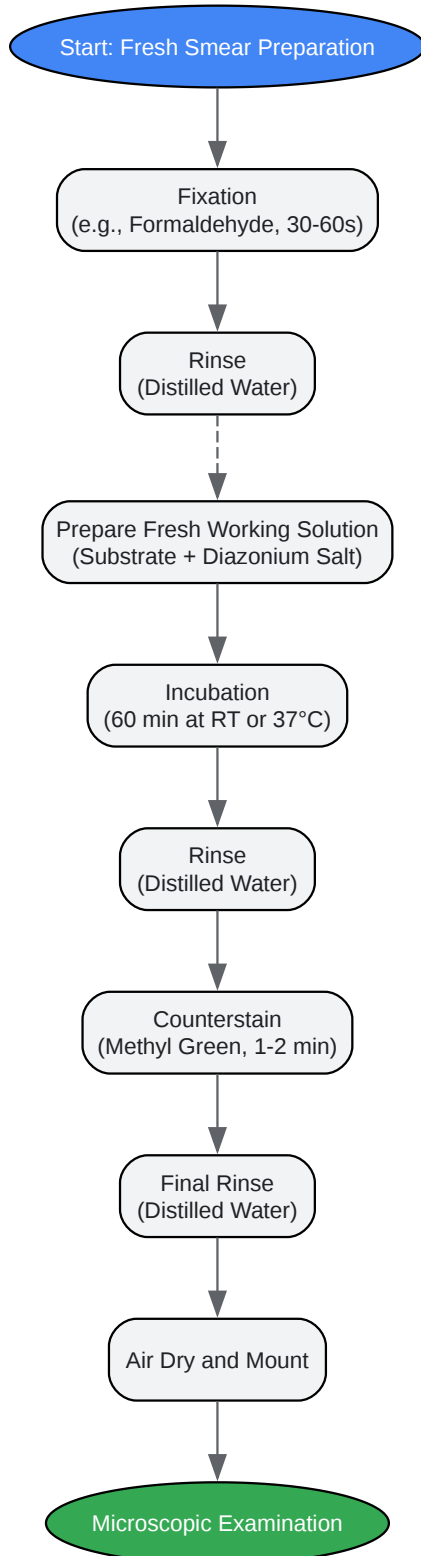 Start: Fresh Smear Preparation
Fixation
(e.g., Formaldehyde, 30-60s)
Rinse
(Distilled Water)
Prepare Fresh Working Solution
(Substrate + Diazonium Salt)
Incubation
(60 min at RT or 37°C)
Rinse
(Distilled Water)
Counterstain
(Methyl Green, 1-2 min)
Final Rinse
(Distilled Water)
Air Dry and Mount
Microscopic Examination